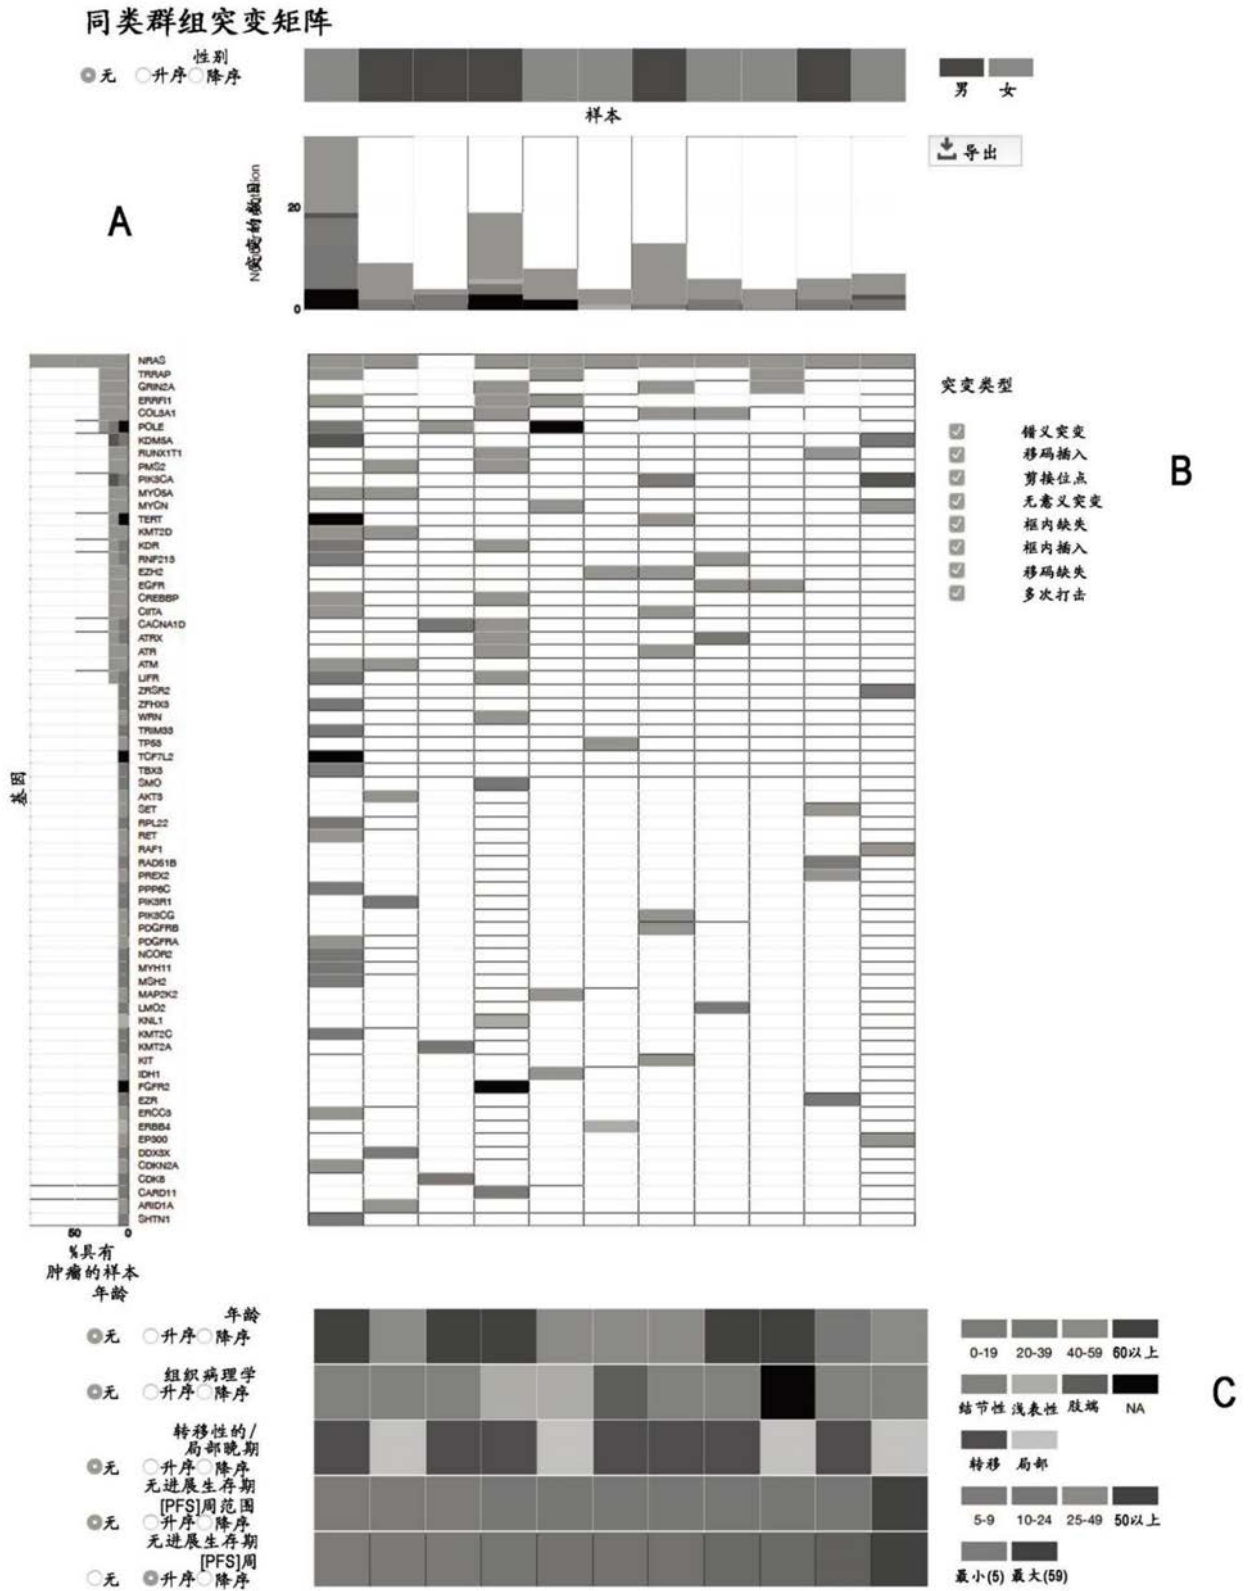 同类群组突变矩阵
性别
无 升序 降序
男 女
样本
导出
A
突变的数目
20
0
NRAS
TRRAP
GRIN2A
ERRFI1
COL3A1
POLE
KDM5A
RUNX1T1
PMS2
PIK3CA
MYO5A
MYCN
TERT
KMT2D
KDR
RNF213
EZH2
EGFR
CREBBP
CIITA
CACNA1D
ATRX
ATR
ATM
LIFR
ZRSR2
ZFHX3
WRN
TRIM33
TP53
TCF7L2
TBX3
SMO
AKT3
SET
RPL22
RET
RAF1
RAD51B
PREX2
PPP6C
PIK3R1
PIK3CG
PDGFRB
PDGFRA
NCOR2
MYH11
MSH2
MAP2K2
LMO2
KNL1
KMT2C
KMT2A
KIT
IDH1
FGFR2
EZR
ERCC3
ERBB4
EP300
DDX3X
CDKN2A
CDK8
CARD11
ARID1A
SHTN1
基因
50 0
%具有
肿瘤的样本
年龄
突变类型
错义突变
移码插入
剪接位点
无意义突变
框内缺失
框内插入
移码缺失
多次打击
B
年龄
无 升序 降序
0-19 20-39 40-59 60以上
组织病理学
无 升序 降序
结节性 浅表性 肢端 NA
C
转移性的/
局部晚期
无 升序 降序
转移 局部
无进展生存期
[PFS]周范围
无 升序 降序
5-9 10-24 25-49 50以上
无进展生存期
[PFS]周
无 升序 降序
最小(5) 最大(59)